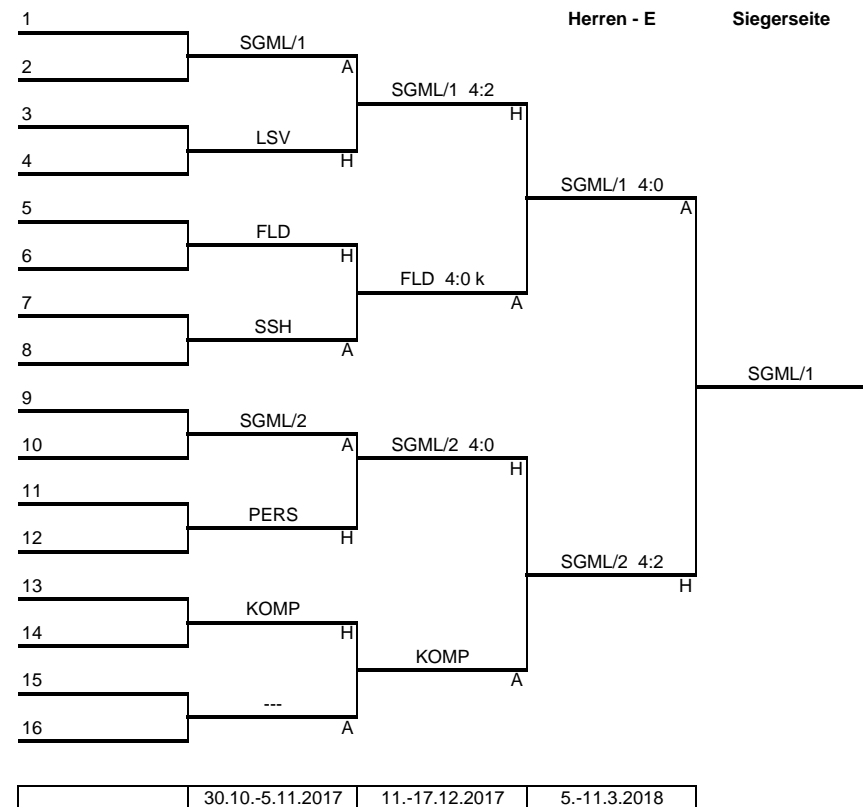 1
Herren - E Siegerseite
SGML/1
2 A
SGML/1 4:2
3 H
LSV
4 H
SGML/1 4:0
5 A
FLD
6 H
FLD 4:0 k
7 A
SSH
8 A
SGML/1
9
SGML/2
10 A SGML/2 4:0
H
11
PERS
12 H
SGML/2 4:2
13 H
KOMP
14 H
KOMP
15 A
---
16 A
30.10.-5.11.2017 11.-17.12.2017 5.-11.3.2018